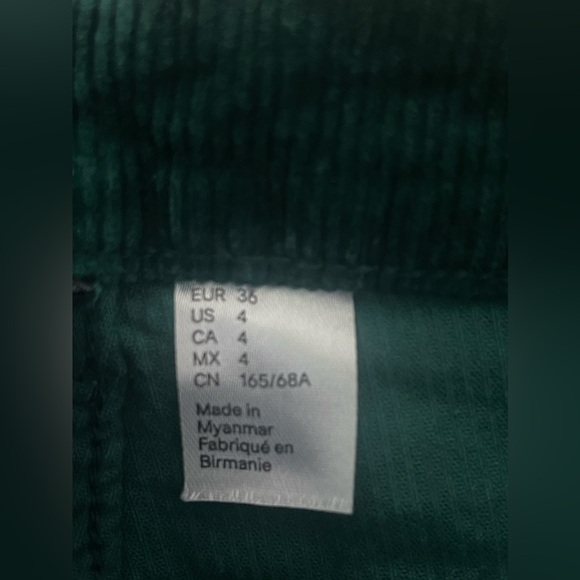 EUR 36
US 4
CA 4
MX 4
CN 165/68A
Made in
Myanmar
Fabriqué en
Birmanie